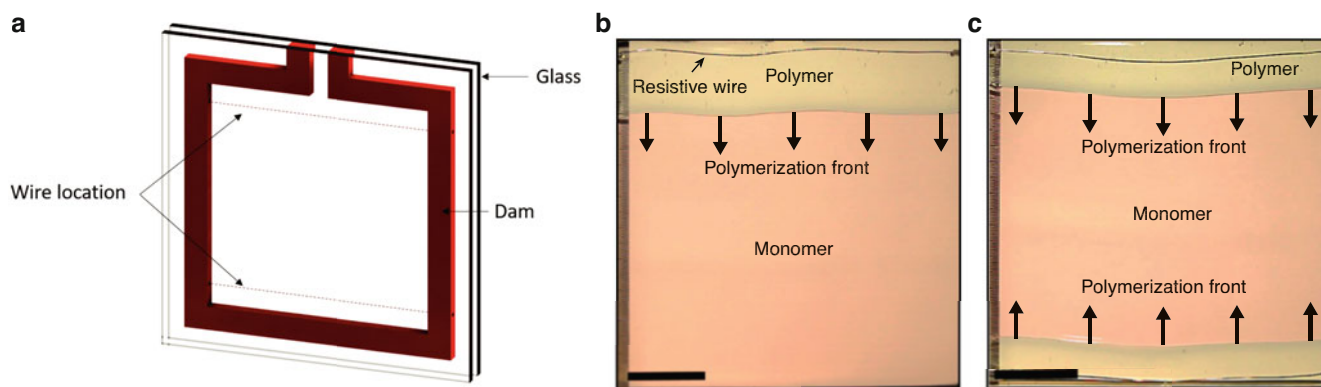 a
Glass
Wire location
Dam
b
Polymer
Resistive wire
Polymerization front
Monomer
c
Polymer
Polymerization front
Monomer
Polymerization front